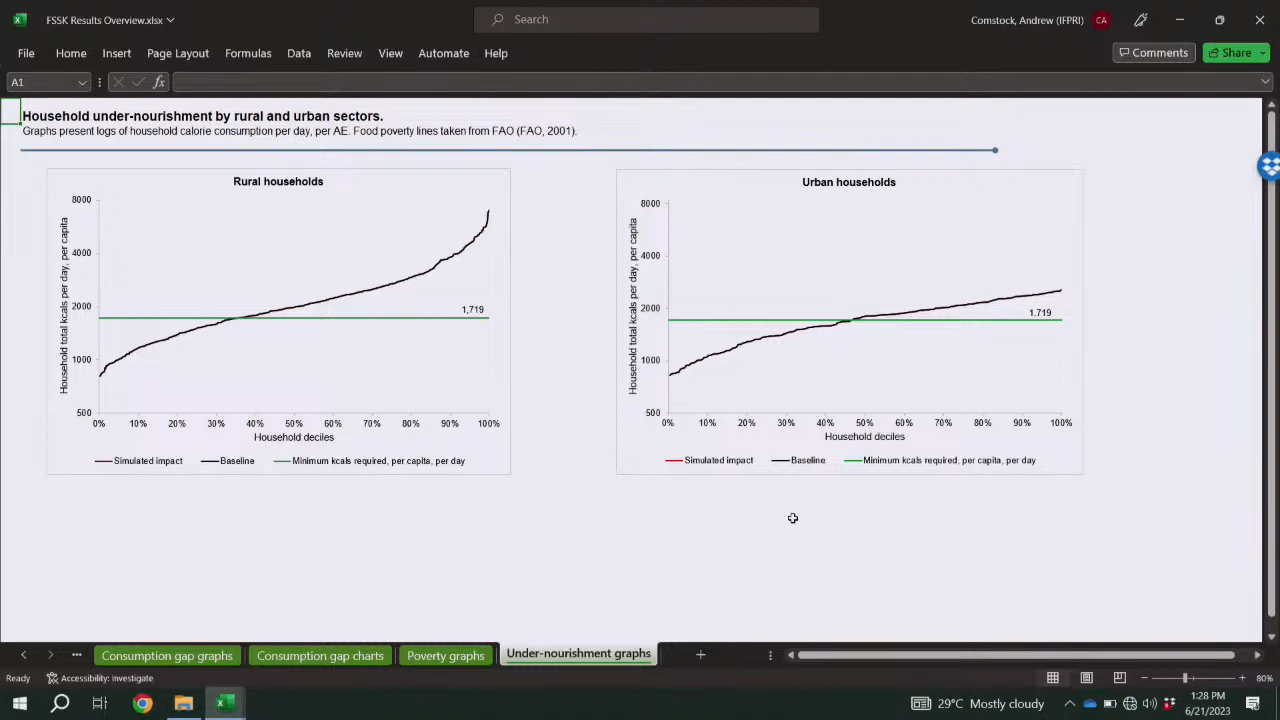 FSSK Results Overview.xlsx
Search
Comstock, Andrew (IFPRI)
CA
File Home Insert Page Layout Formulas Data Review View Automate Help
Comments
Share
A1
fx
Household under-nourishment by rural and urban sectors.
Graphs present logs of household calorie consumption per day, per AE. Food poverty lines taken from FAO (FAO, 2001).
Rural households
Household total kcals per day, per capita
8000
4000
2000
1000
500
1,719
0% 10% 20% 30% 40% 50% 60% 70% 80% 90% 100%
Household deciles
Simulated impact Baseline Minimum kcals required, per capita, per day
Urban households
Household total kcals per day, per capita
8000
4000
2000
1000
500
1,719
0% 10% 20% 30% 40% 50% 60% 70% 80% 90% 100%
Household deciles
Simulated impact Baseline Minimum kcals required, per capita, per day
Consumption gap graphs Consumption gap charts Poverty graphs Under-nourishment graphs
Ready Accessibility: Investigate
80%
29°C Mostly cloudy
1:28 PM
6/21/2023